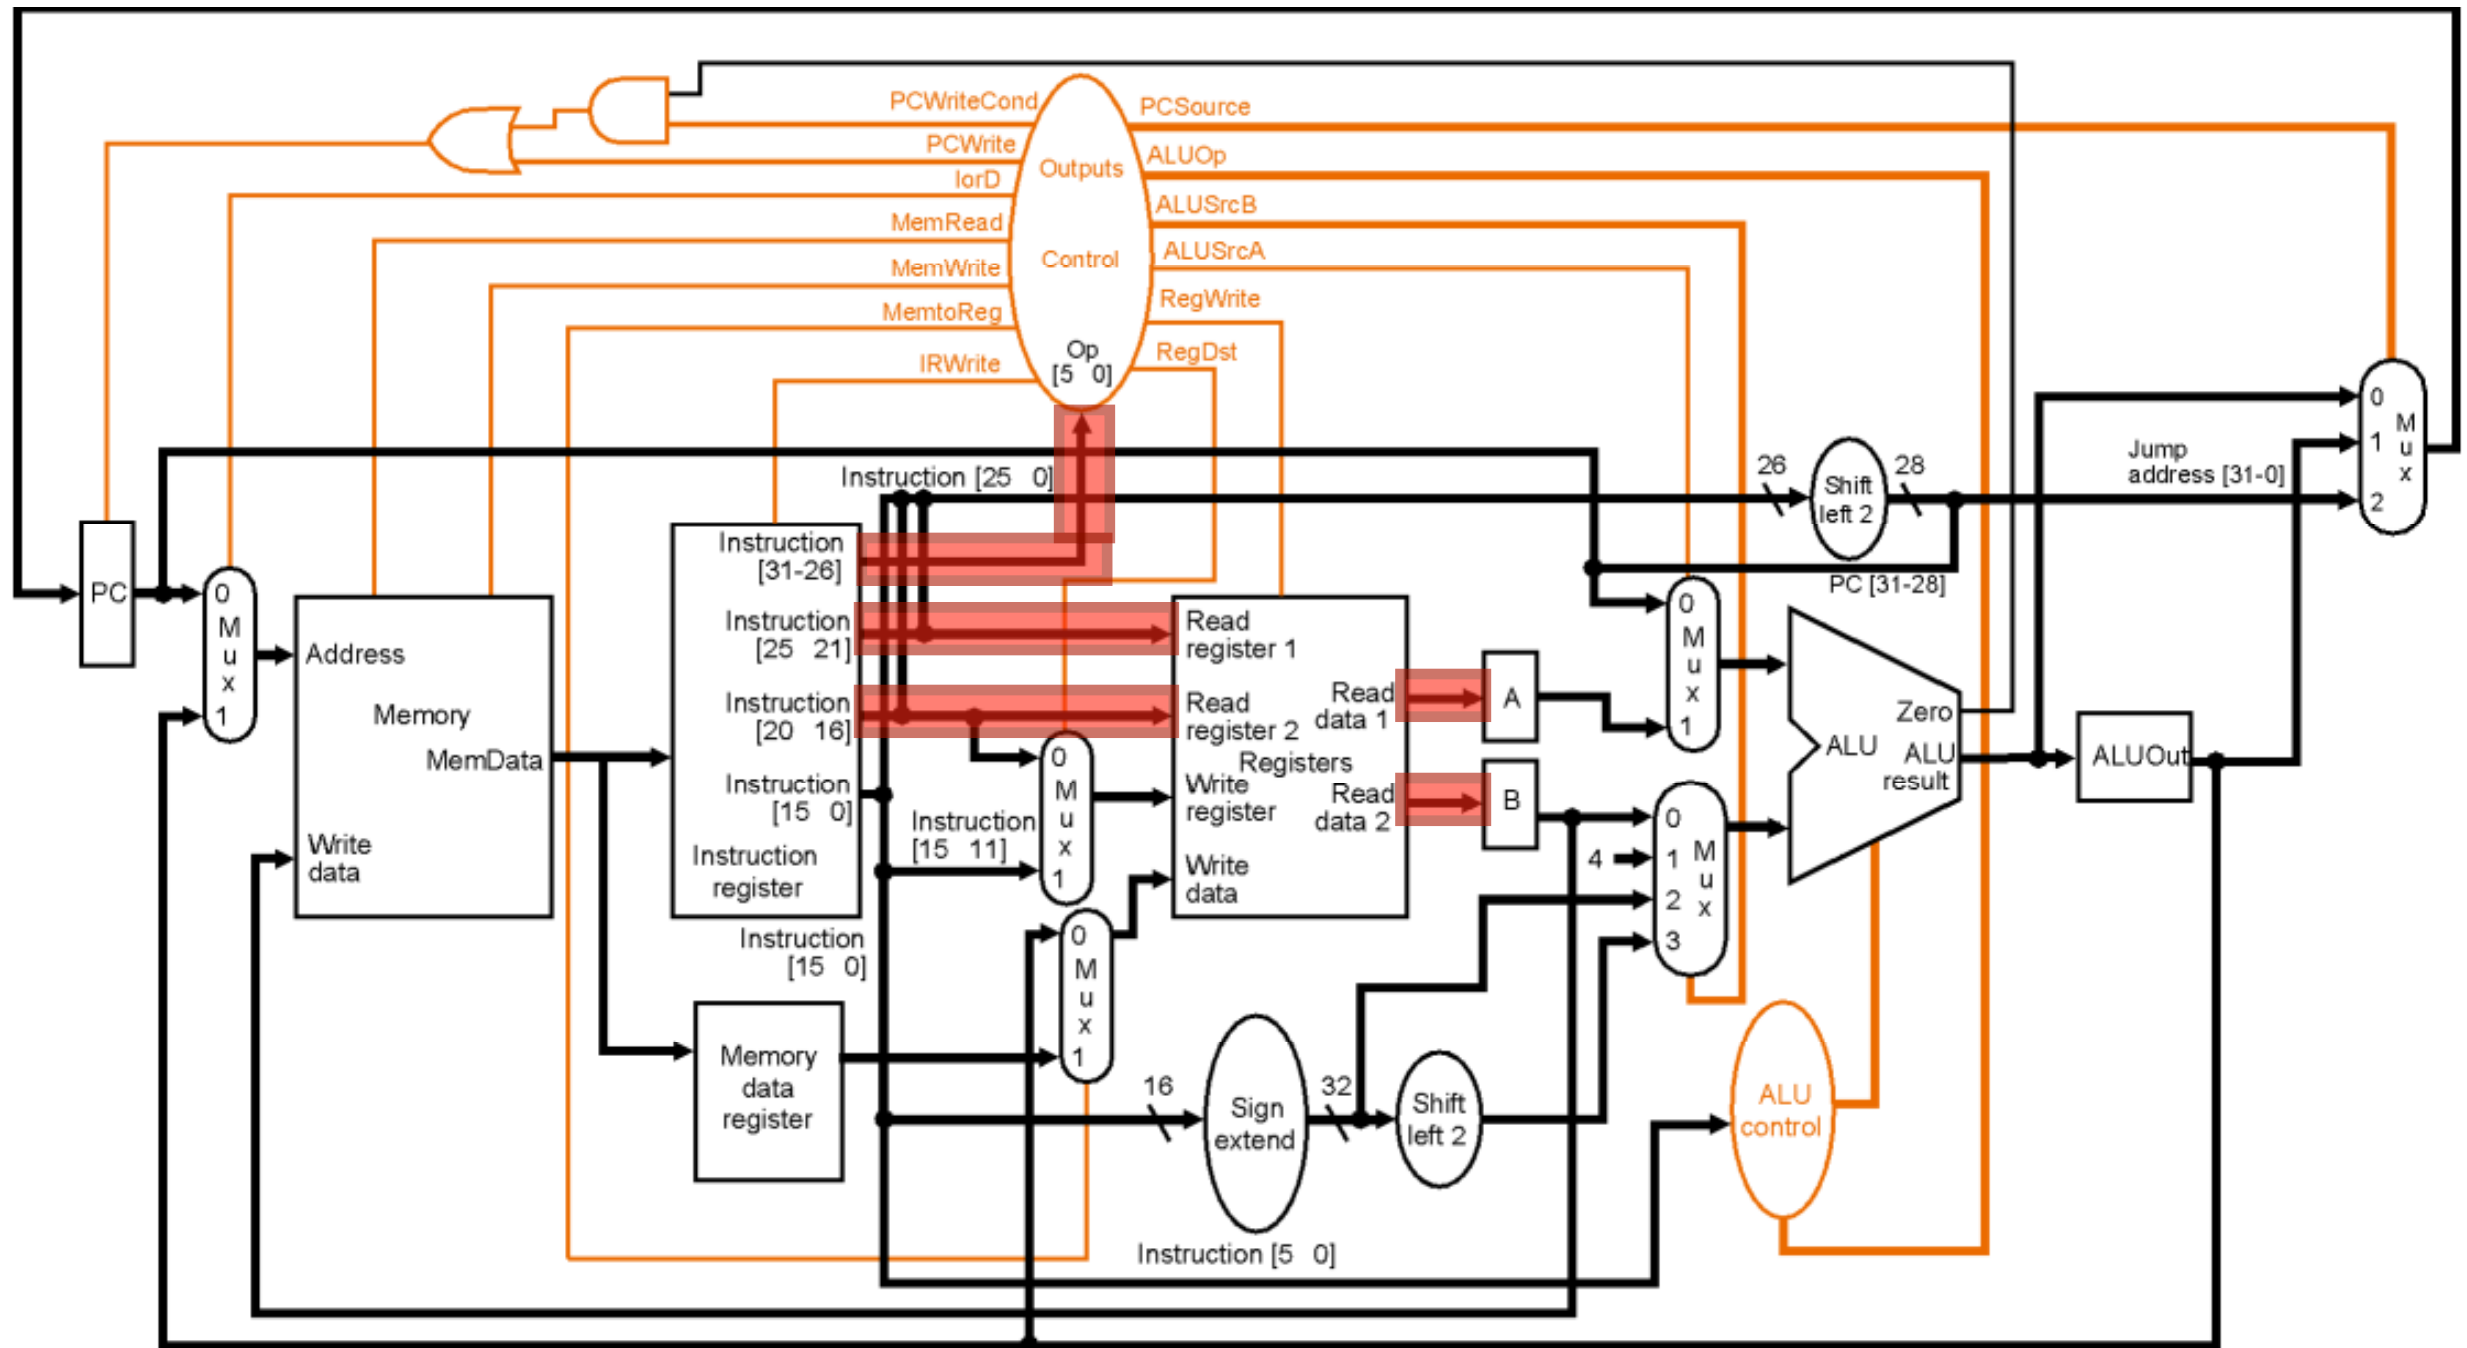 PCWriteCond
PCWrite
IorD
MemRead
MemWrite
MemtoReg
IRWrite
Outputs
Control
Op
[5 0]
PCSource
ALUOp
ALUSrcB
ALUSrcA
RegWrite
RegDst
PC
0
M
u
x
1
Address
Memory
MemData
Write
data
Instruction [25 0]
Instruction
[31-26]
Instruction
[25 21]
Instruction
[20 16]
Instruction
[15 0]
Instruction
register
Instruction
[15 0]
Memory
data
register
Instruction
[15 11]
0
M
u
x
1
0
M
u
x
1
Read
register 1
Read
register 2
Registers
Write
register
Write
data
Read
data 1
Read
data 2
A
B
16
Sign
extend
32
Shift
left 2
Instruction [5 0]
26
Shift
left 2
28
Jump
address [31-0]
PC [31-28]
0
M
u
x
1
4
0
1
2
3
M
u
x
Zero
ALU
ALU
result
ALU
control
ALUOut
0
1
2
M
u
x